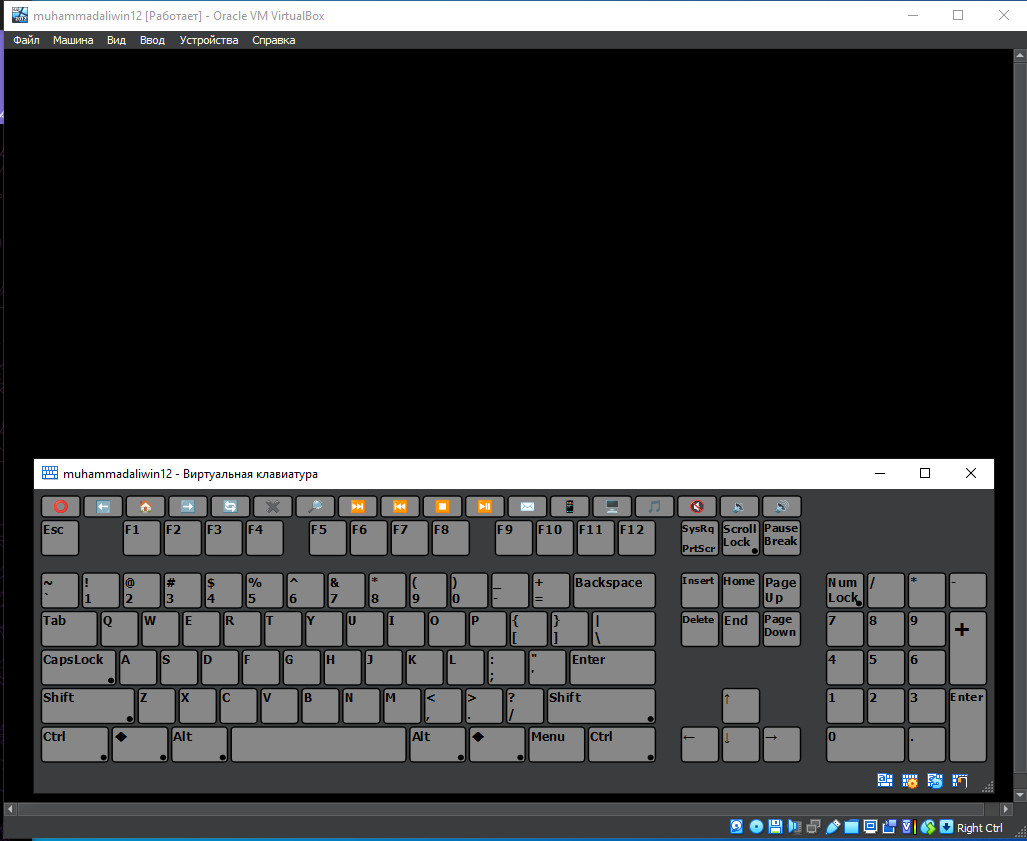 muhammadaliwin12 [Работает] - Oracle VM VirtualBox
Файл Машина Вид Ввод Устройства Справка
muhammadaliwin12 - Виртуальная клавиатура
Esc F1 F2 F3 F4 F5 F6 F7 F8 F9 F10 F11 F12 SysRq Scroll Pause
PrtScr Lock Break
~ ! @ # $ % ^ & * ( ) _ + Backspace Insert Home Page Num / * -
` 1 2 3 4 5 6 7 8 9 0 - = Up Lock
Tab Q W E R T Y U I O P { } | Delete End Page 7 8 9 +
[ ] \ Down
CapsLock A S D F G H J K L : " Enter 4 5 6
; '
Shift Z X C V B N M < > ? Shift ↑ 1 2 3 Enter
, . /
Ctrl ◆ Alt Alt ◆ Menu Ctrl ← ↓ → 0 .
Right Ctrl